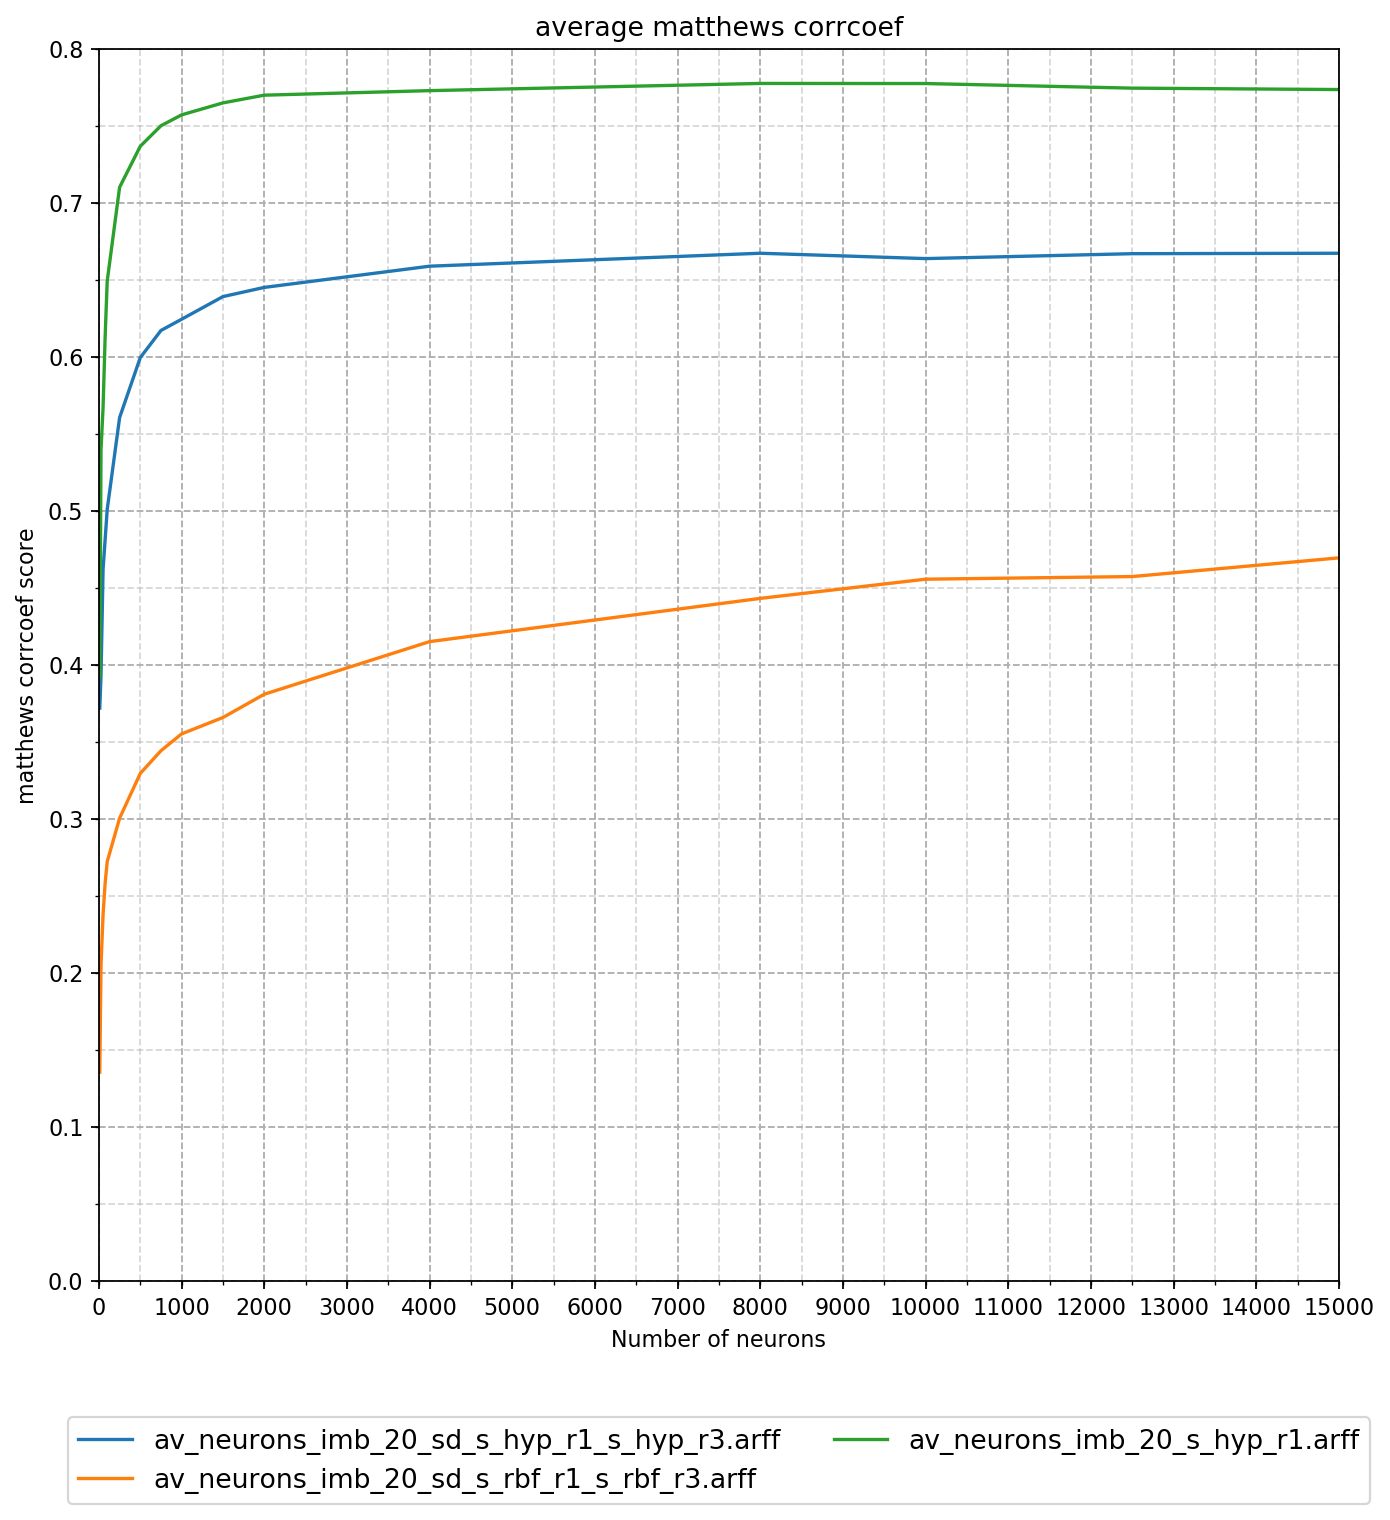 average matthews corrcoef
matthews corrcoef score
0.8
0.7
0.6
0.5
0.4
0.3
0.2
0.1
0.0
0 1000 2000 3000 4000 5000 6000 7000 8000 9000 10000 11000 12000 13000 14000 15000
Number of neurons
av_neurons_imb_20_sd_s_hyp_r1_s_hyp_r3.arff
av_neurons_imb_20_sd_s_rbf_r1_s_rbf_r3.arff
av_neurons_imb_20_s_hyp_r1.arff